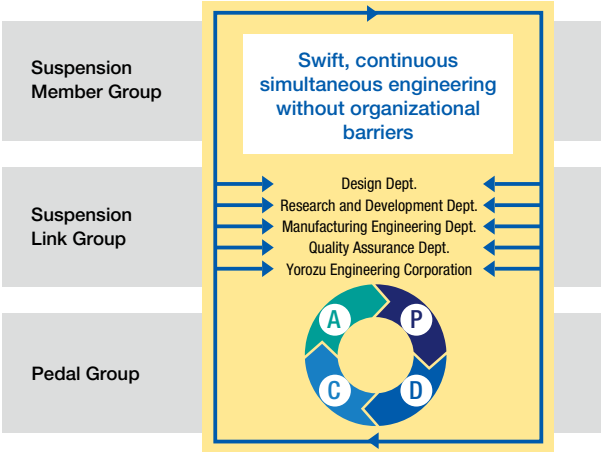 Suspension
Member Group
Swift, continuous
simultaneous engineering
without organizational
barriers
Suspension
Link Group
Design Dept.
Research and Development Dept.
Manufacturing Engineering Dept.
Quality Assurance Dept.
Yorozu Engineering Corporation
Pedal Group
A
P
C
D